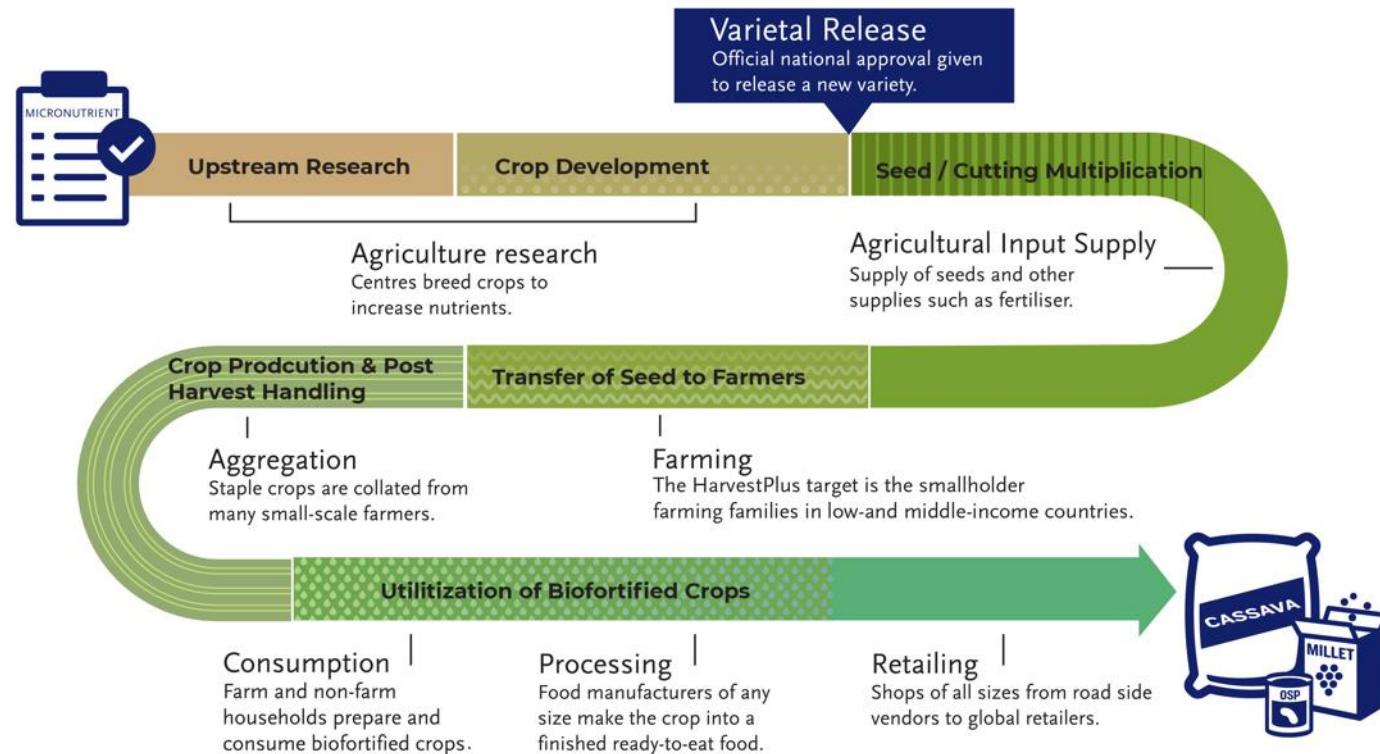 Varietal Release
Official national approval given
to release a new variety.
MICRONUTRIENT
Upstream Research
Crop Development
Seed / Cutting Multiplication
Agriculture research
Centres breed crops to
increase nutrients.
Agricultural Input Supply
Supply of seeds and other
supplies such as fertiliser.
Crop Prodcution & Post
Harvest Handling
Transfer of Seed to Farmers
Aggregation
Staple crops are collated from
many small-scale farmers.
Farming
The HarvestPlus target is the smallholder
farming families in low-and middle-income countries.
Utilitization of Biofortified Crops
CASSAVA
MILLET
OSP
Consumption
Farm and non-farm
households prepare and
consume biofortified crops.
Processing
Food manufacturers of any
size make the crop into a
finished ready-to-eat food.
Retailing
Shops of all sizes from road side
vendors to global retailers.